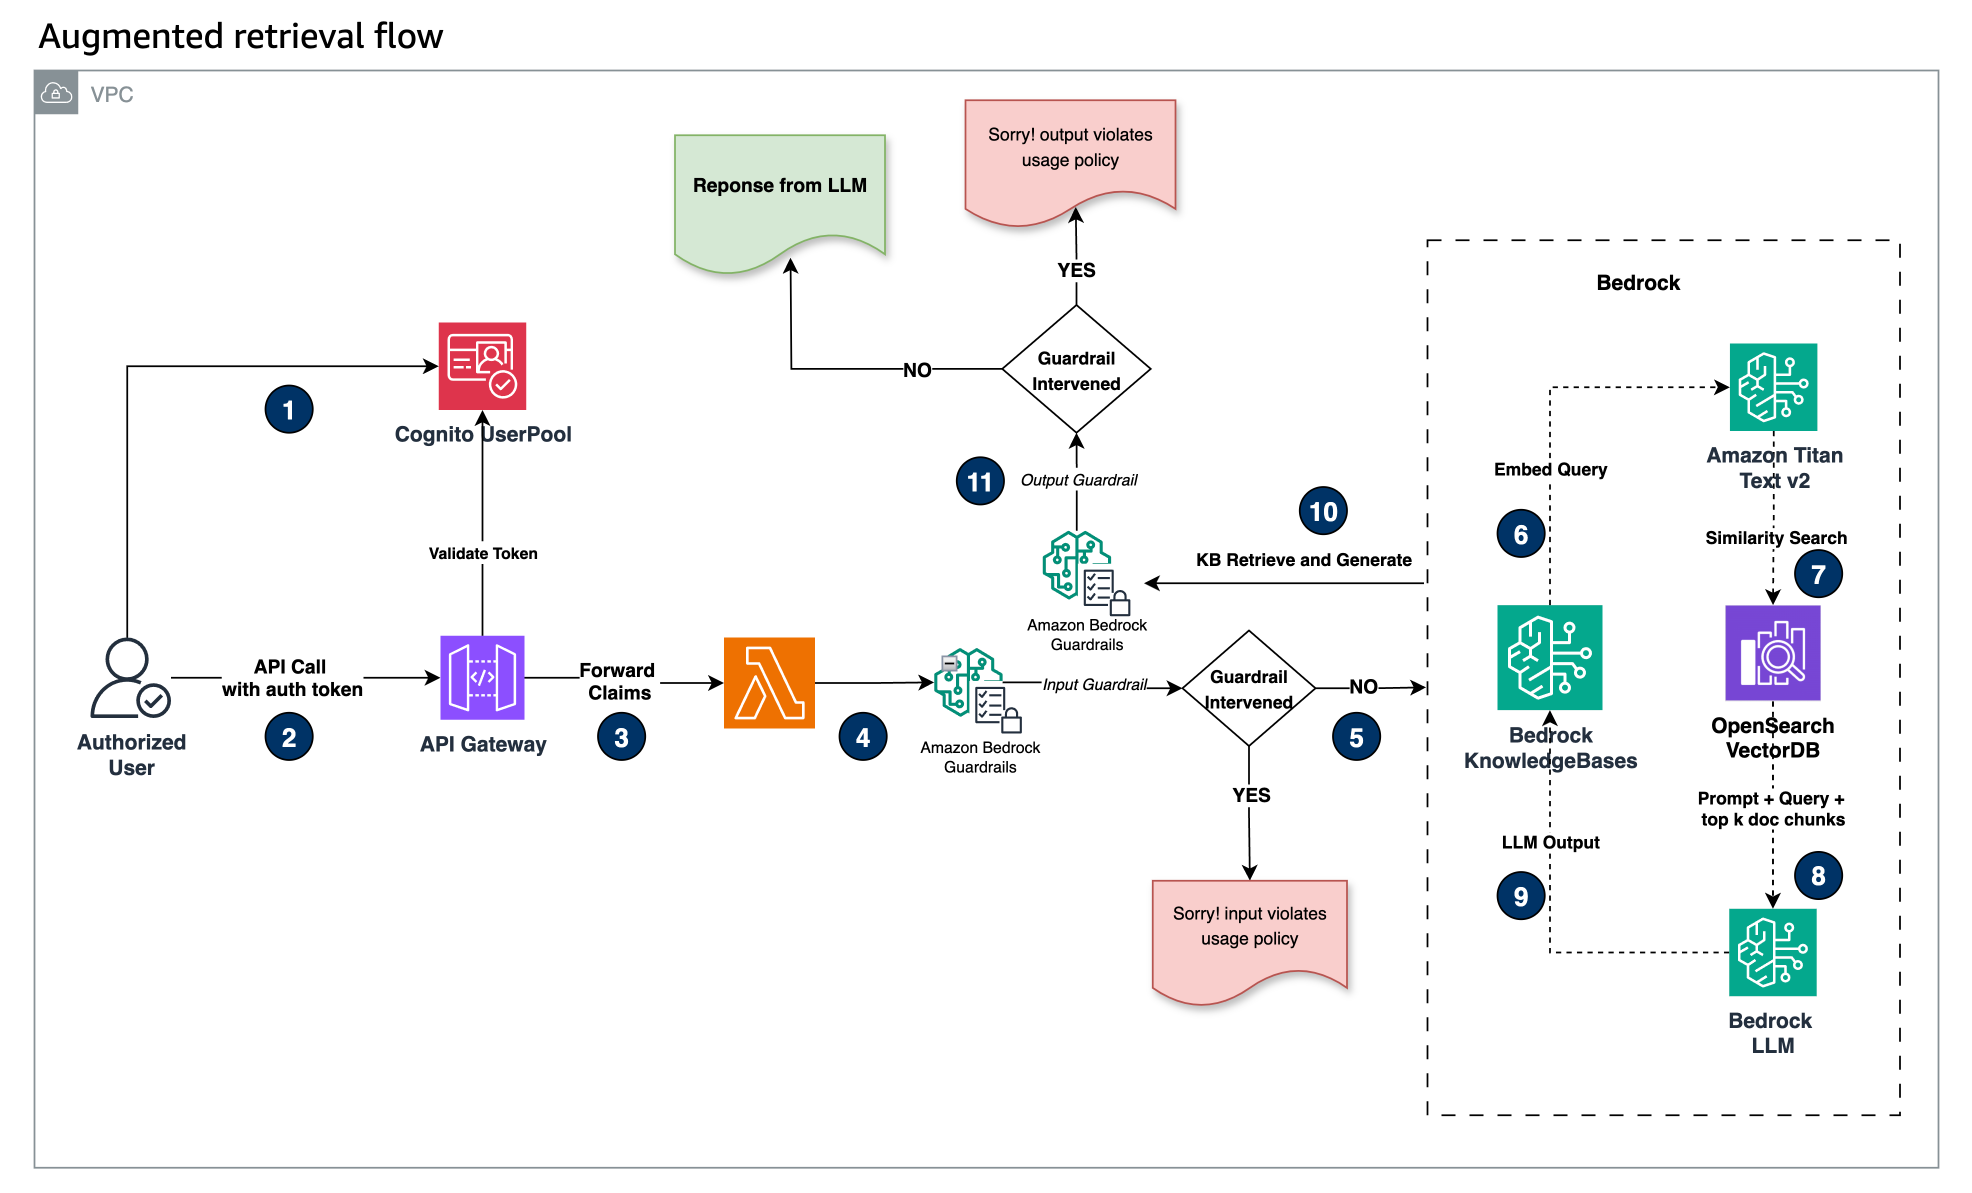 Augmented retrieval flow
VPC
Sorry! output violates
usage policy
Reponse from LLM
YES
Bedrock
Guardrail
Intervened
NO
1
Cognito UserPool
Amazon Titan
Text v2
Embed Query
11
Output Guardrail
10
6
Similarity Search
7
Validate Token
KB Retrieve and Generate
Amazon Bedrock
Guardrails
API Call
with auth token
2
Forward
Claims
3
4
Input Guardrail
Guardrail
Intervened
NO
5
Authorized
User
API Gateway
Amazon Bedrock
Guardrails
Bedrock
KnowledgeBases
OpenSearch
VectorDB
YES
Prompt + Query +
top k doc chunks
LLM Output
8
9
Sorry! input violates
usage policy
Bedrock
LLM